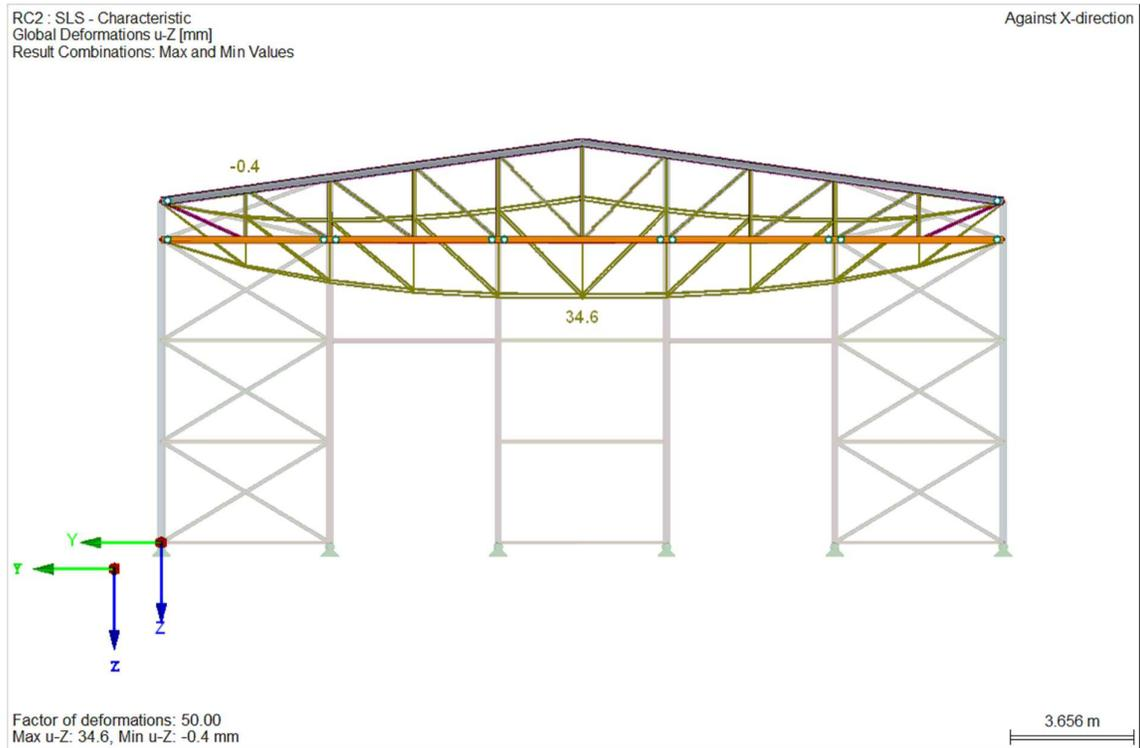 RC2 : SLS - Characteristic
Against X-direction
Global Deformations u-Z [mm]
Result Combinations: Max and Min Values
-0.4
34.6
Y
Y
Z
Z
Factor of deformations: 50.00
Max u-Z: 34.6, Min u-Z: -0.4 mm
3.656 m